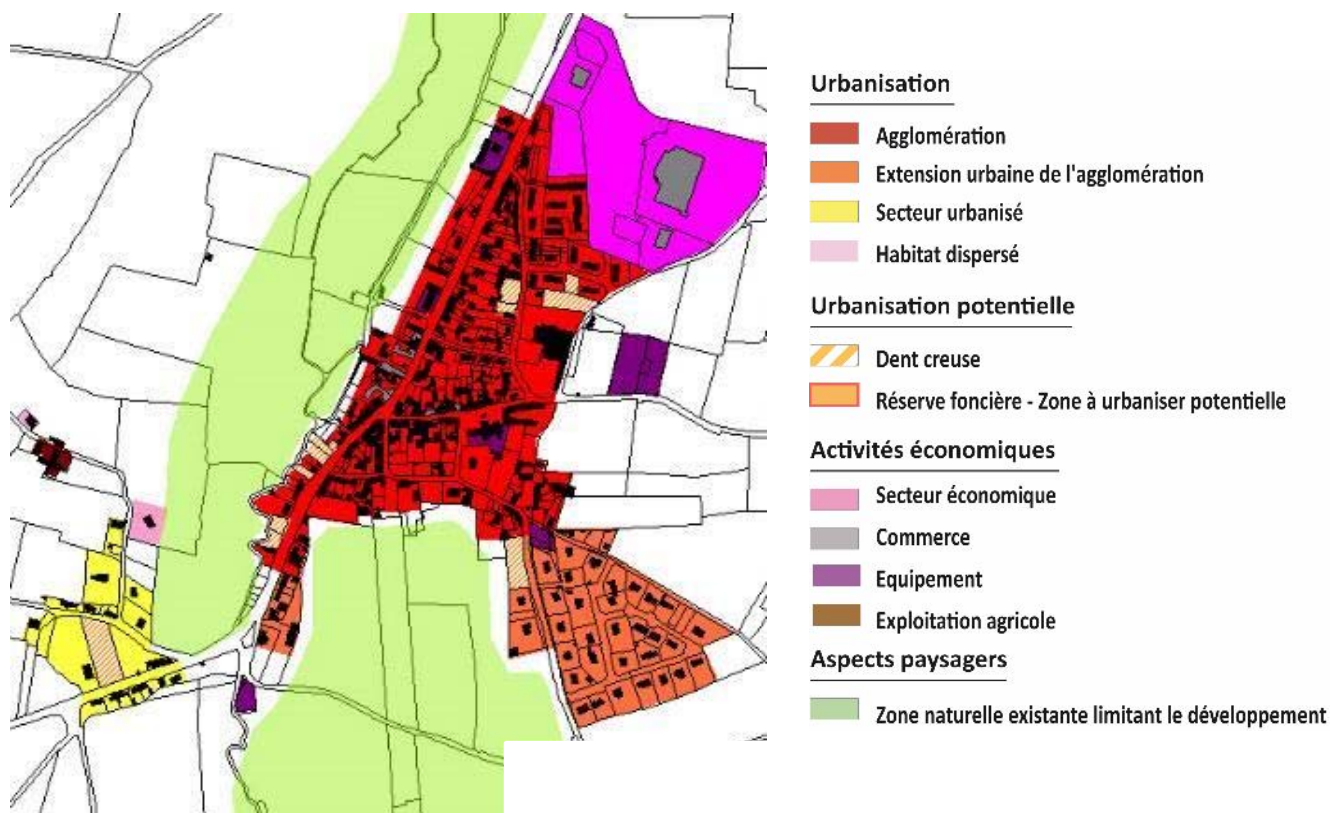 Urbanisation
Agglomération
Extension urbaine de l'agglomération
Secteur urbanisé
Habitat dispersé
Urbanisation potentielle
Dent creuse
Réserve foncière - Zone à urbaniser potentielle
Activités économiques
Secteur économique
Commerce
Equipement
Exploitation agricole
Aspects paysagers
Zone naturelle existante limitant le développement